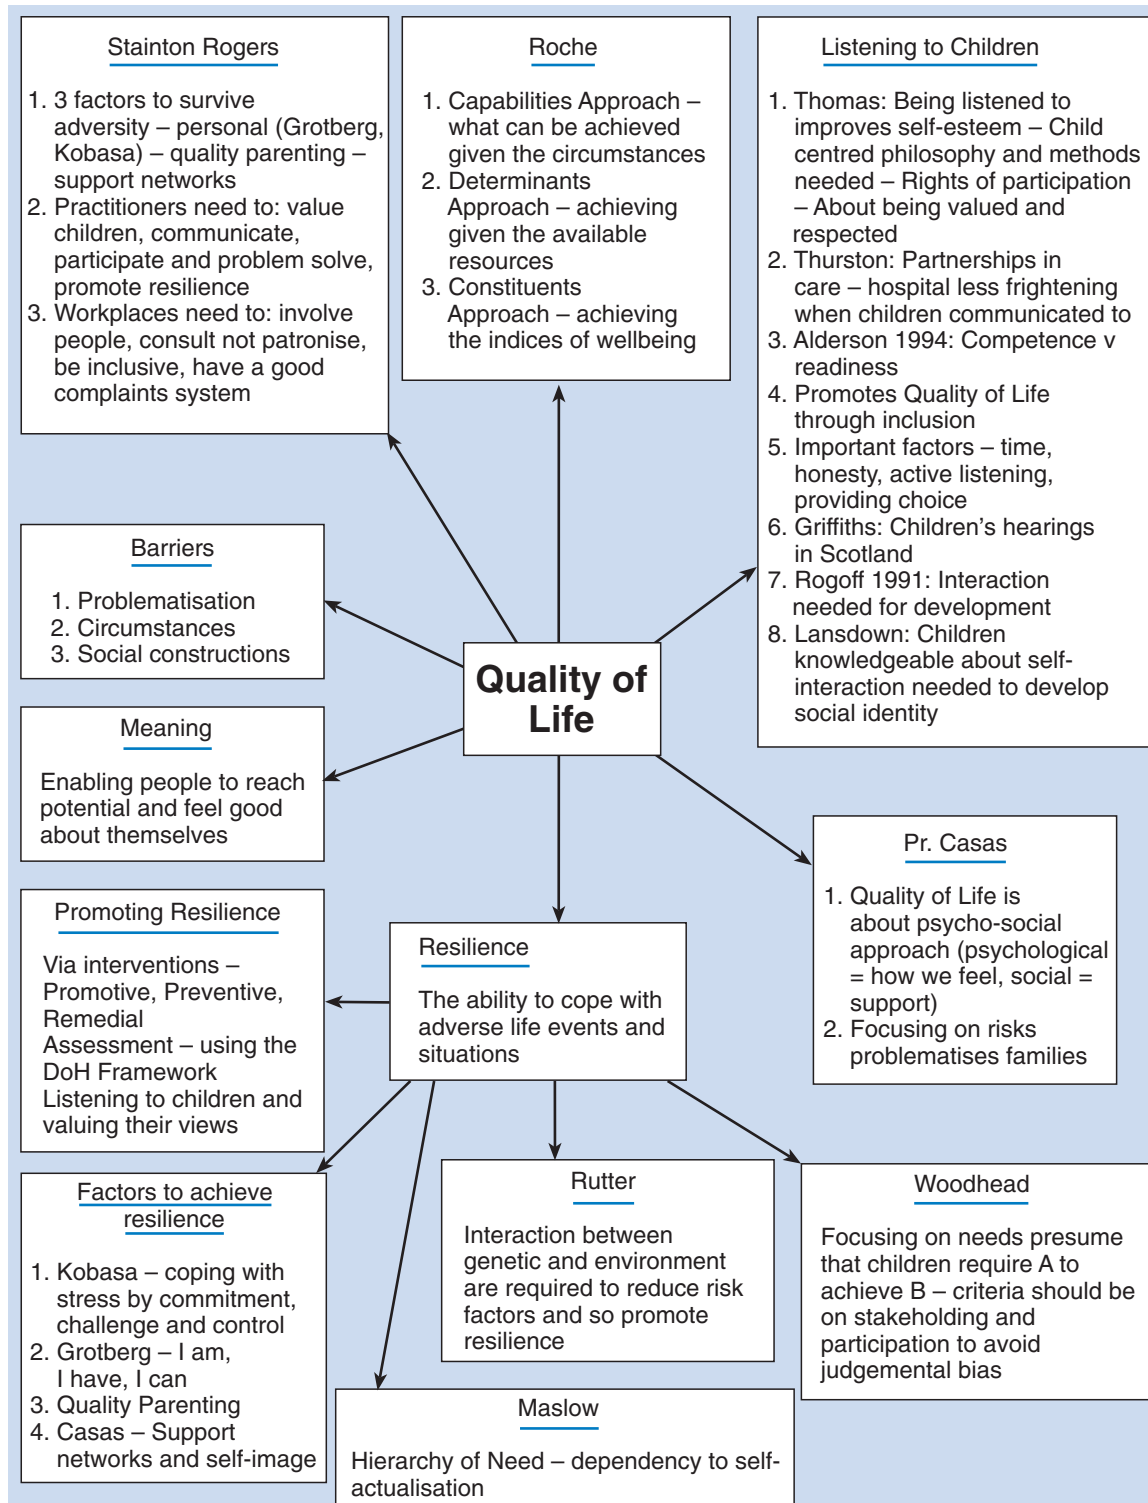 Stainton Rogers
1. 3 factors to survive
adversity – personal (Grotberg,
Kobasa) – quality parenting –
support networks
2. Practitioners need to: value
children, communicate,
participate and problem solve,
promote resilience
3. Workplaces need to: involve
people, consult not patronise,
be inclusive, have a good
complaints system
Roche
1. Capabilities Approach –
what can be achieved
given the circumstances
2. Determinants
Approach – achieving
given the available
resources
3. Constituents
Approach – achieving
the indices of wellbeing
Listening to Children
1. Thomas: Being listened to
improves self-esteem – Child
centred philosophy and methods
needed – Rights of participation
– About being valued and
respected
2. Thurston: Partnerships in
care – hospital less frightening
when children communicated to
3. Alderson 1994: Competence v
readiness
4. Promotes Quality of Life
through inclusion
5. Important factors – time,
honesty, active listening,
providing choice
6. Griffiths: Children's hearings
in Scotland
7. Rogoff 1991: Interaction
needed for development
8. Lansdown: Children
knowledgeable about self-
interaction needed to develop
social identity
Barriers
1. Problematisation
2. Circumstances
3. Social constructions
Quality of
Life
Meaning
Enabling people to reach
potential and feel good
about themselves
Pr. Casas
1. Quality of Life is
about psycho-social
approach (psychological
= how we feel, social =
support)
2. Focusing on risks
problematises families
Promoting Resilience
Via interventions –
Promotive, Preventive,
Remedial
Assessment – using the
DoH Framework
Listening to children and
valuing their views
Resilience
The ability to cope with
adverse life events and
situations
Factors to achieve
resilience
1. Kobasa – coping with
stress by commitment,
challenge and control
2. Grotberg – I am,
I have, I can
3. Quality Parenting
4. Casas – Support
networks and self-image
Rutter
Interaction between
genetic and environment
are required to reduce risk
factors and so promote
resilience
Woodhead
Focusing on needs presume
that children require A to
achieve B – criteria should be
on stakeholding and
participation to avoid
judgemental bias
Maslow
Hierarchy of Need – dependency to self-
actualisation